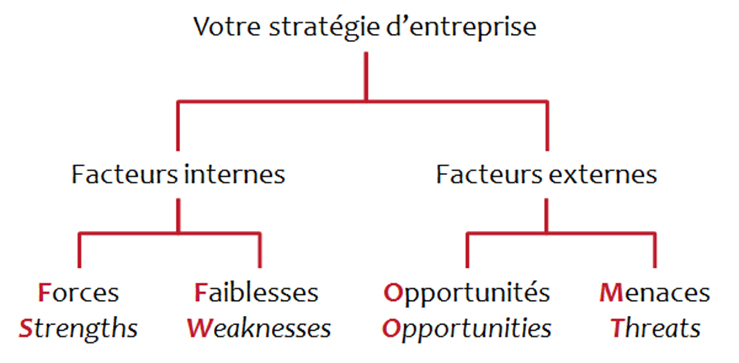 Votre stratégie d’entreprise
Facteurs internes
Facteurs externes
Forces
Strengths
Faiblesses
Weaknesses
Opportunités
Opportunities
Menaces
Threats